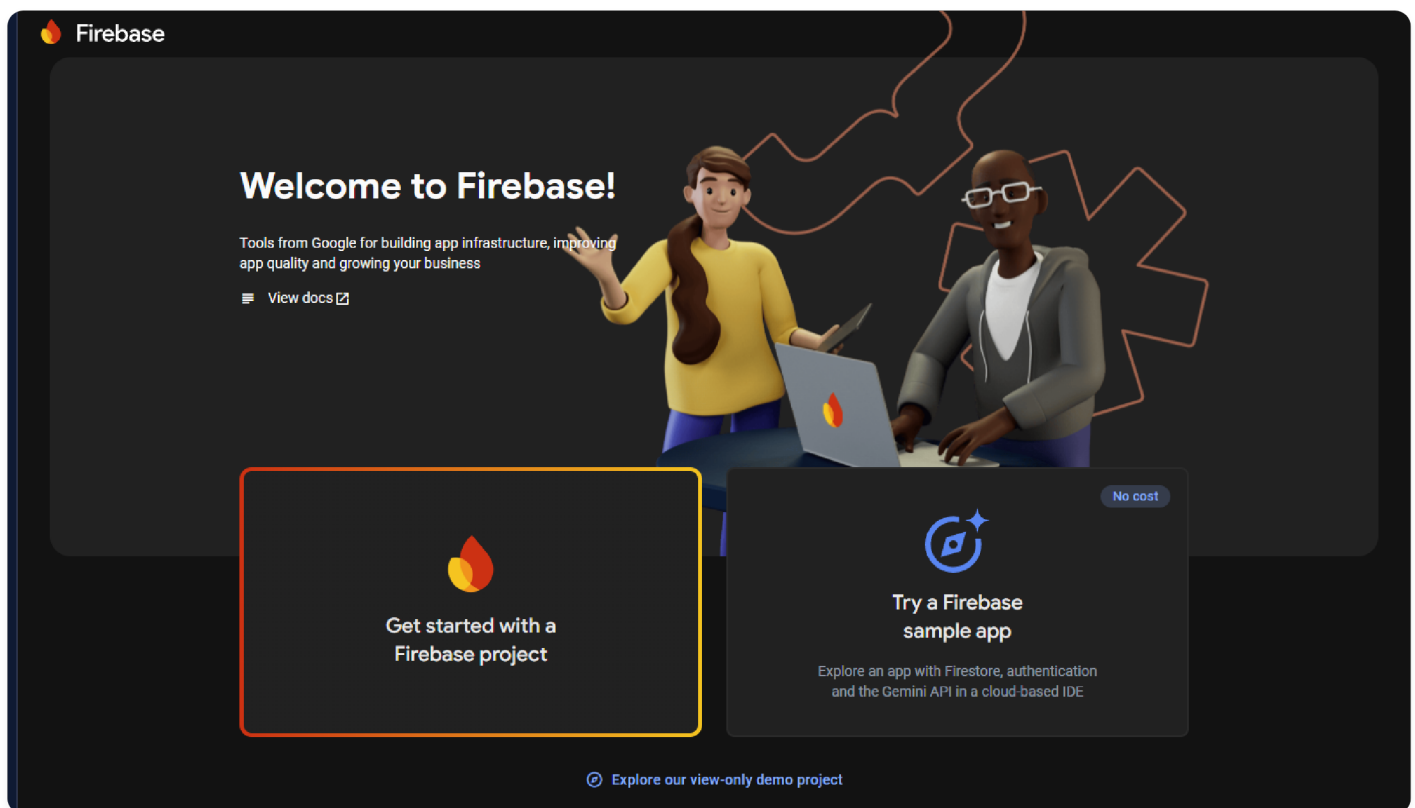 Firebase
Welcome to Firebase!
Tools from Google for building app infrastructure, improving
app quality and growing your business
View docs
Get started with a
Firebase project
No cost
Try a Firebase
sample app
Explore an app with Firestore, authentication
and the Gemini API in a cloud-based IDE
Explore our view-only demo project